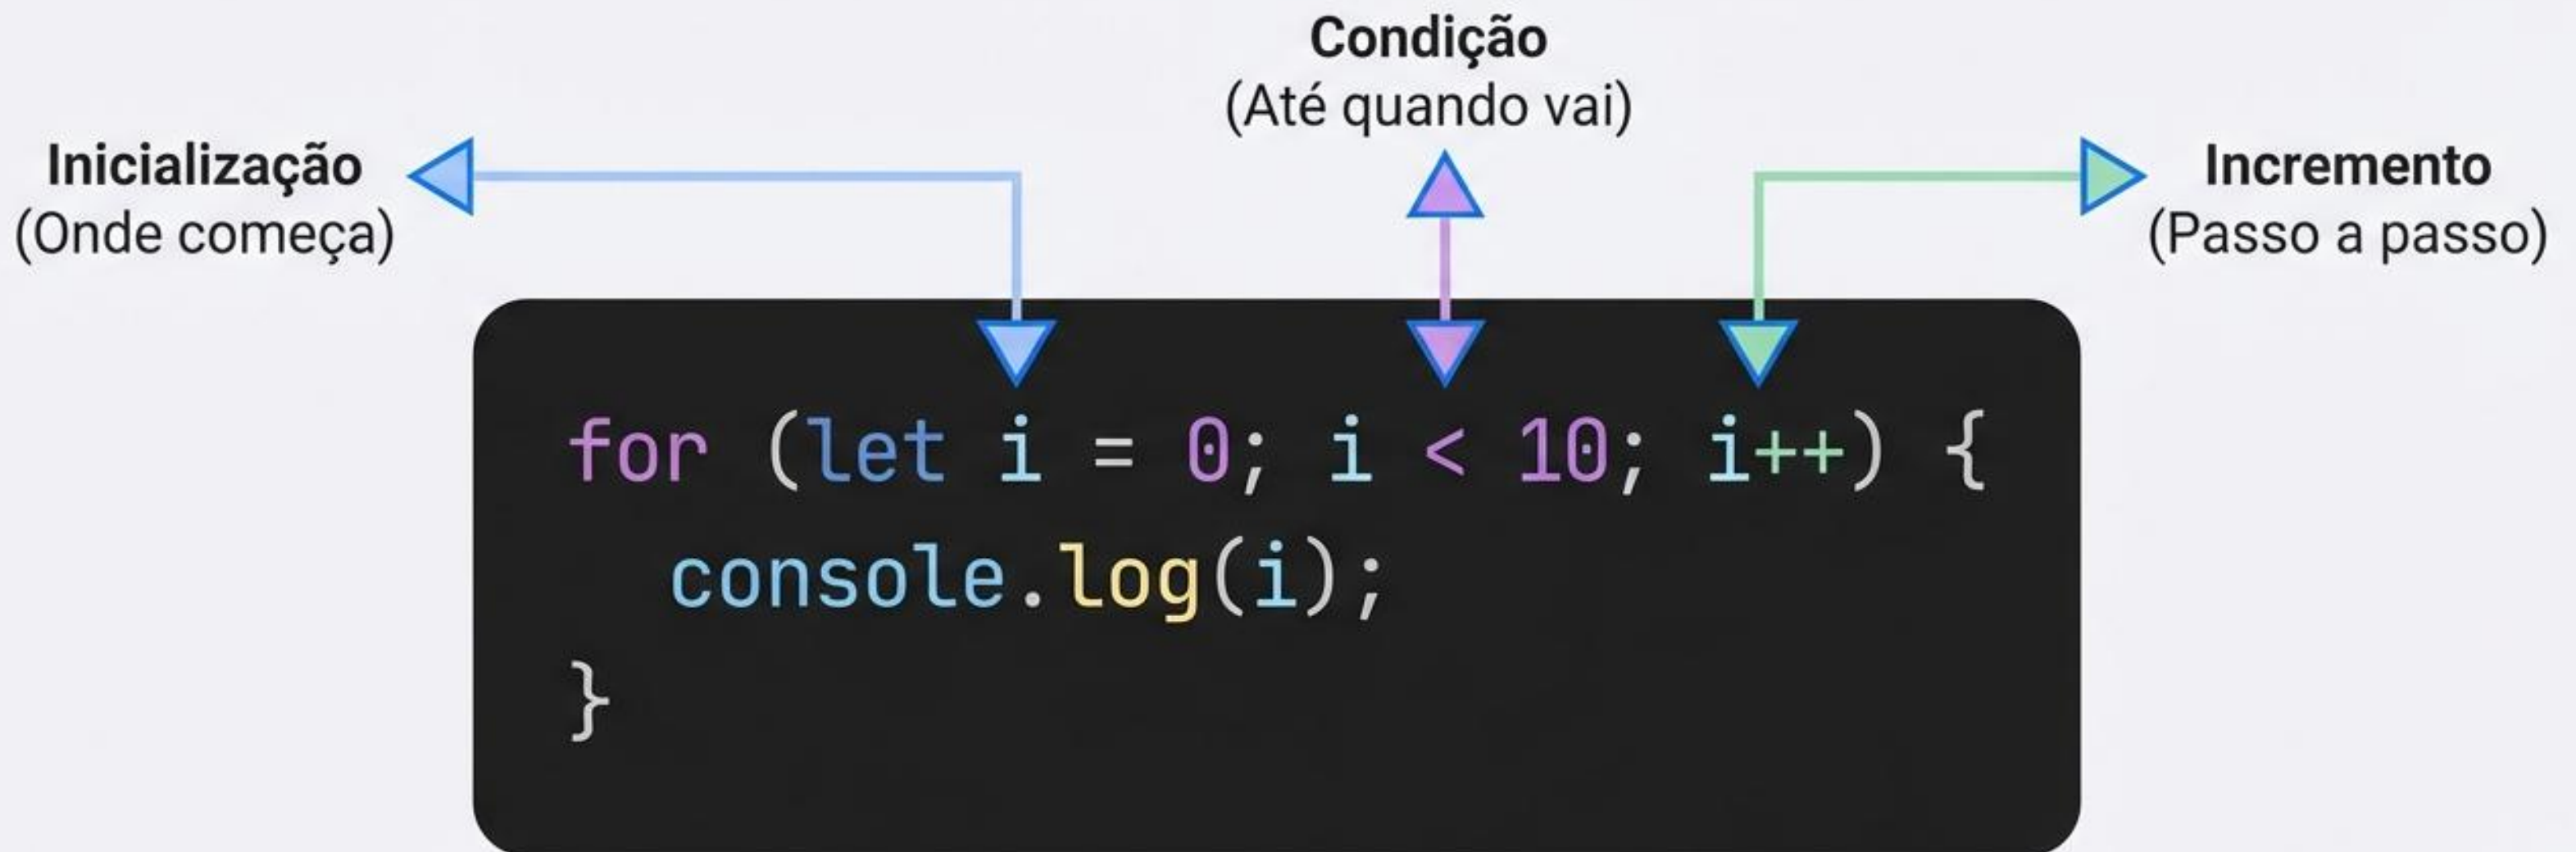 Condição
(Até quando vai)
Inicialização
(Onde começa)
Incremento
(Passo a passo)
for (let i = 0; i < 10; i++) {
console.log(i);
}